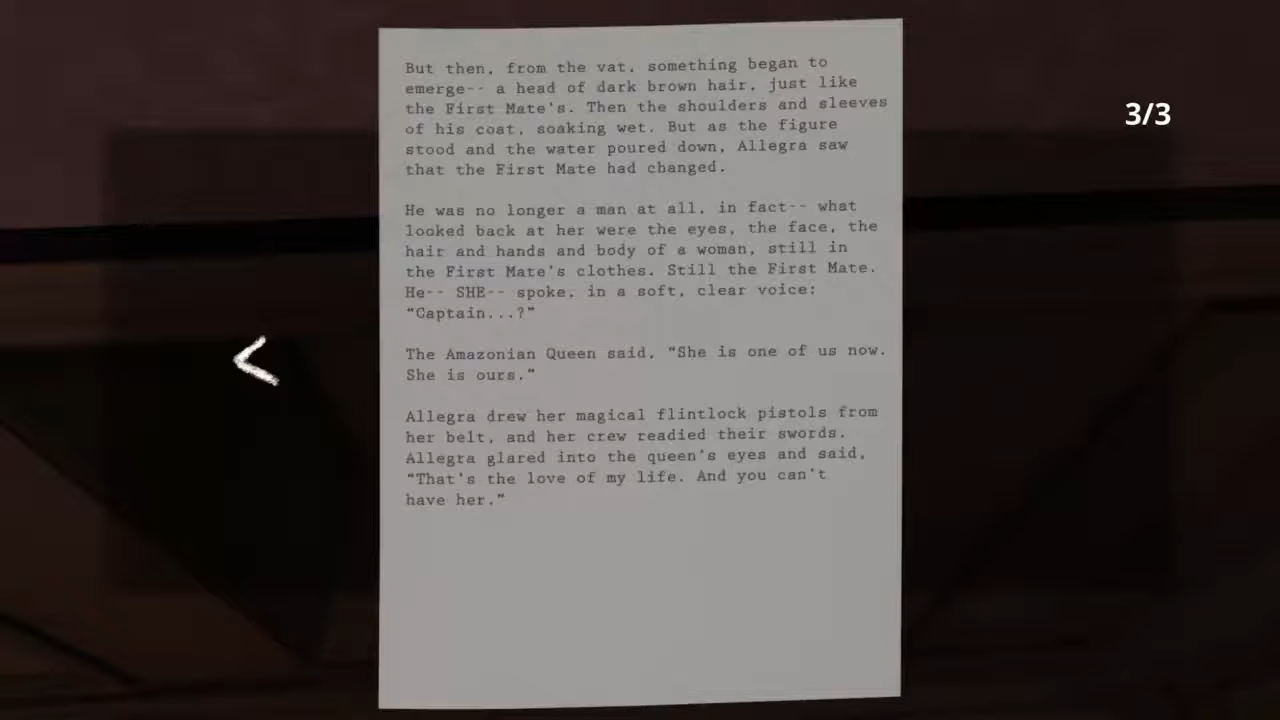 But then, from the vat, something began to
emerge-- a head of dark brown hair, just like
the First Mate's. Then the shoulders and sleeves
of his coat, soaking wet. But as the figure
stood and the water poured down, Allegra saw
that the First Mate had changed.
He was no longer a man at all, in fact-- what
looked back at her were the eyes, the face, the
hair and hands and body of a woman, still in
the First Mate's clothes. Still the First Mate.
He-- SHE-- spoke, in a soft, clear voice:
“Captain...?”
The Amazonian Queen said, “She is one of us now.
She is ours.”
Allegra drew her magical flintlock pistols from
her belt, and her crew readied their swords.
Allegra glared into the queen's eyes and said,
“That's the love of my life. And you can't
have her.”
3/3